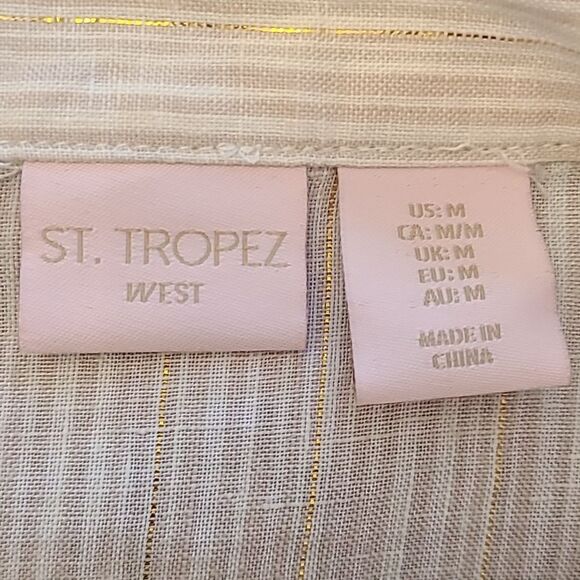 ST. TROPEZ
WEST
US: M
CA: M/M
UK: M
EU: M
AU: M
MADE IN
CHINA